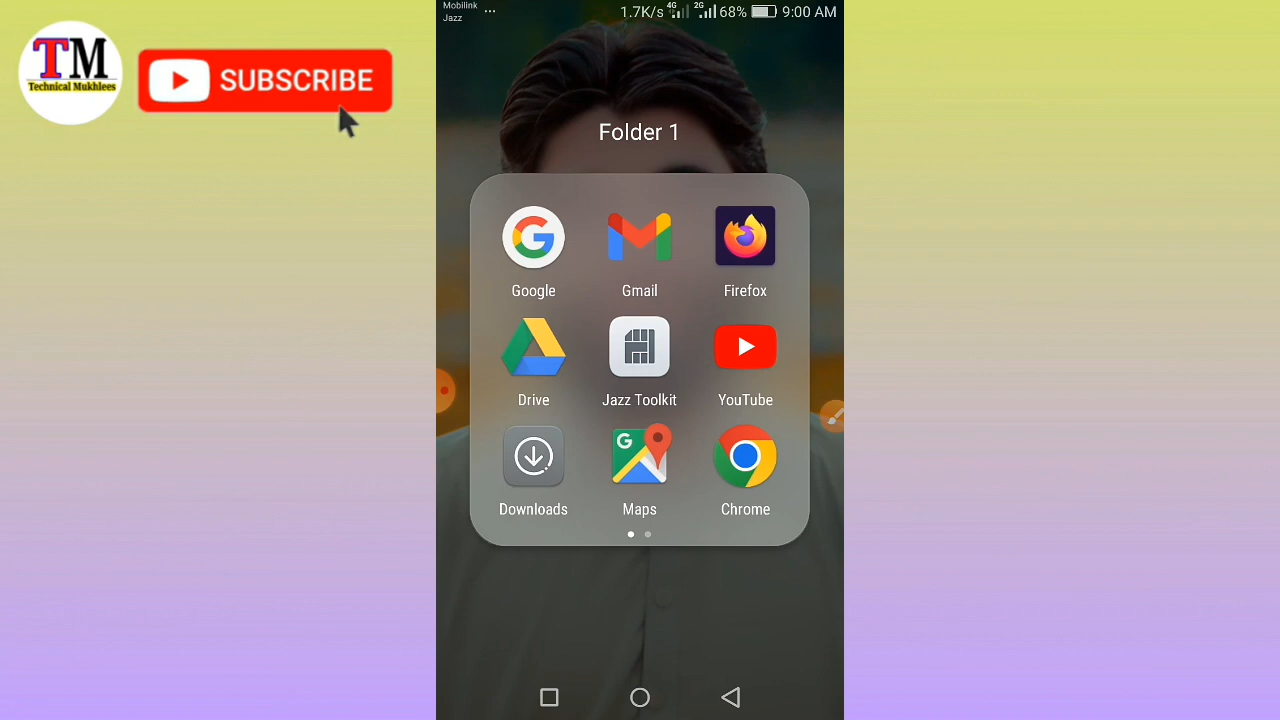 TM
Technical Mukhlees
SUBSCRIBE
Mobilink
Jazz
...
1.7K/s 4G 2G 68% 9:00 AM
Folder 1
Google Gmail Firefox
Drive Jazz Toolkit YouTube
G
Downloads Maps Chrome